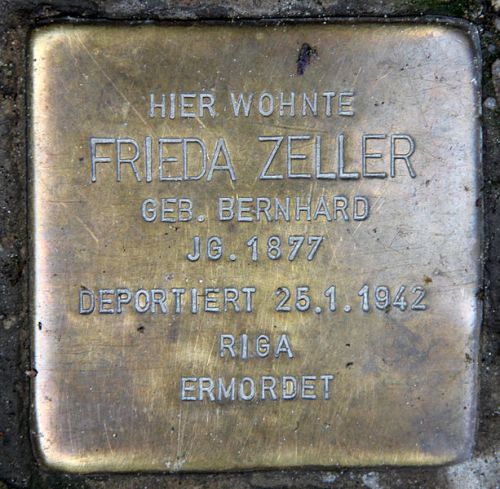 HIER WOHNTE
FRIEDA ZELLER
GEB. BERNHARD
JG. 1877
DEPORTIERT 25.1.1942
RIGA
ERMORDET